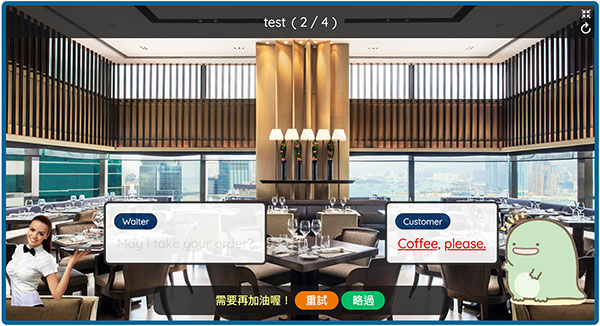 test ( 2 / 4 )
Waiter
May I take your order?
Customer
Coffee, please.
需要再加油喔！ 重試 略過